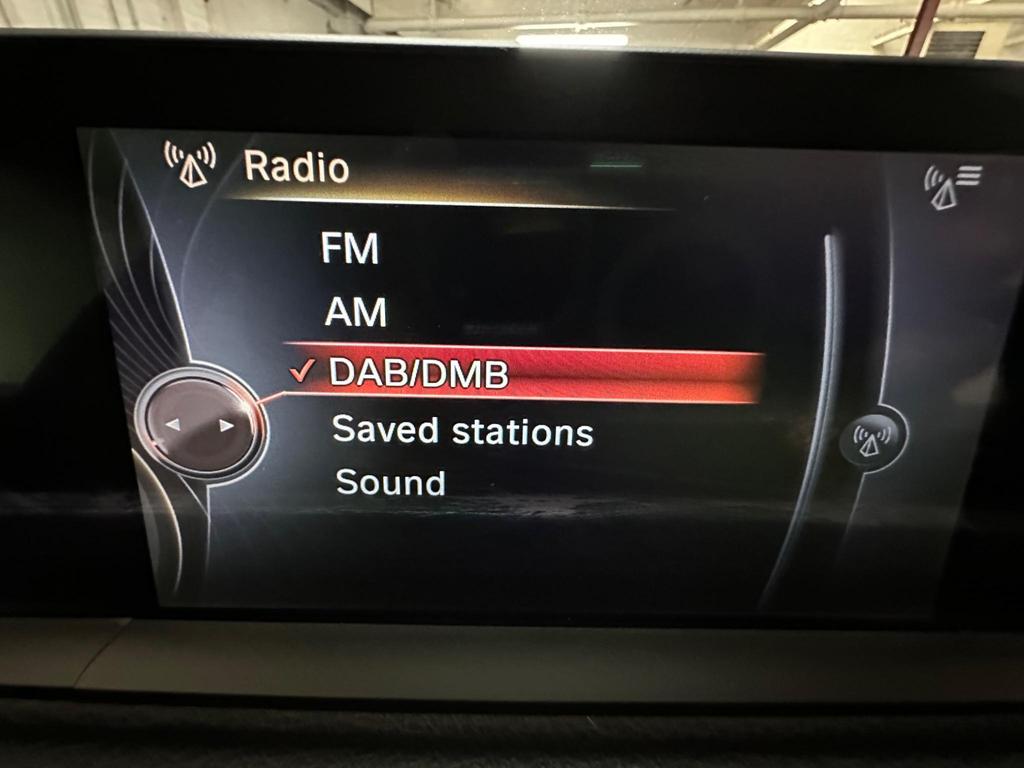 Radio
FM
AM
DAB/DMB
Saved stations
Sound